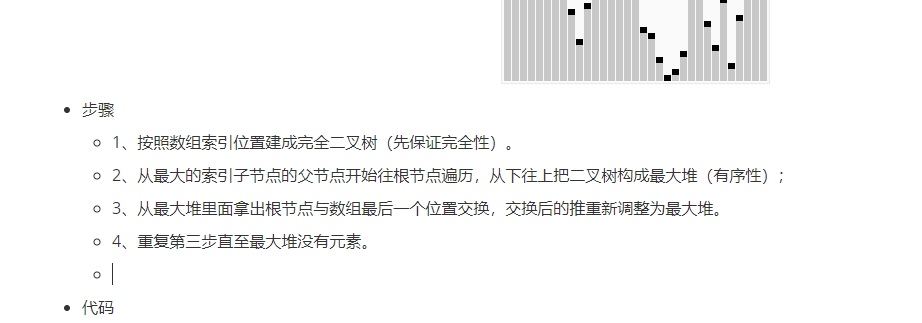 步骤
1、按照数组索引位置建成完全二叉树（先保证完全性）。
2、从最大的索引子节点的父节点开始往根节点遍历，从下往上把二叉树构成最大堆（有序性）；
3、从最大堆里面拿出根节点与数组最后一个位置交换，交换后的推重新调整为最大堆。
4、重复第三步直至最大堆没有元素。
代码